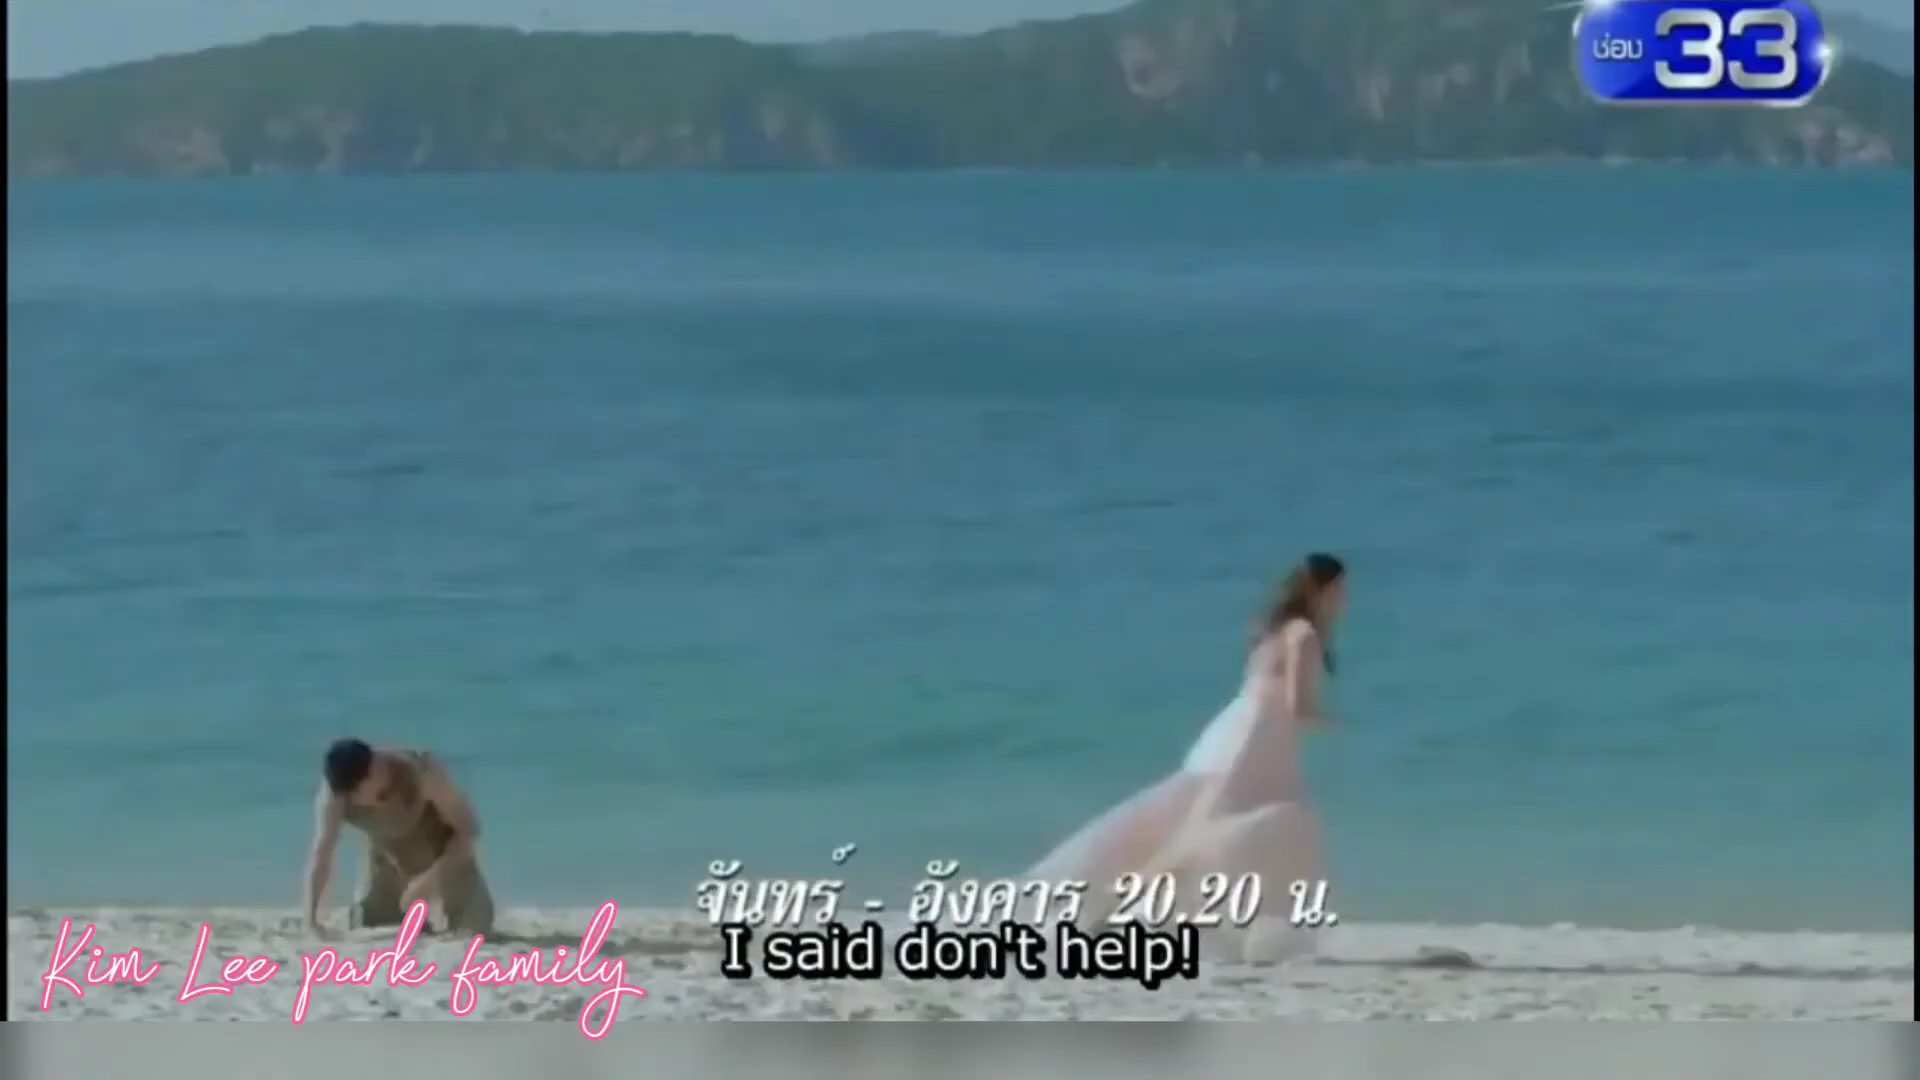 ช่อง 33
จันทร์ - อังคาร 20.20 น.
I said don't help!
Kim Lee park family